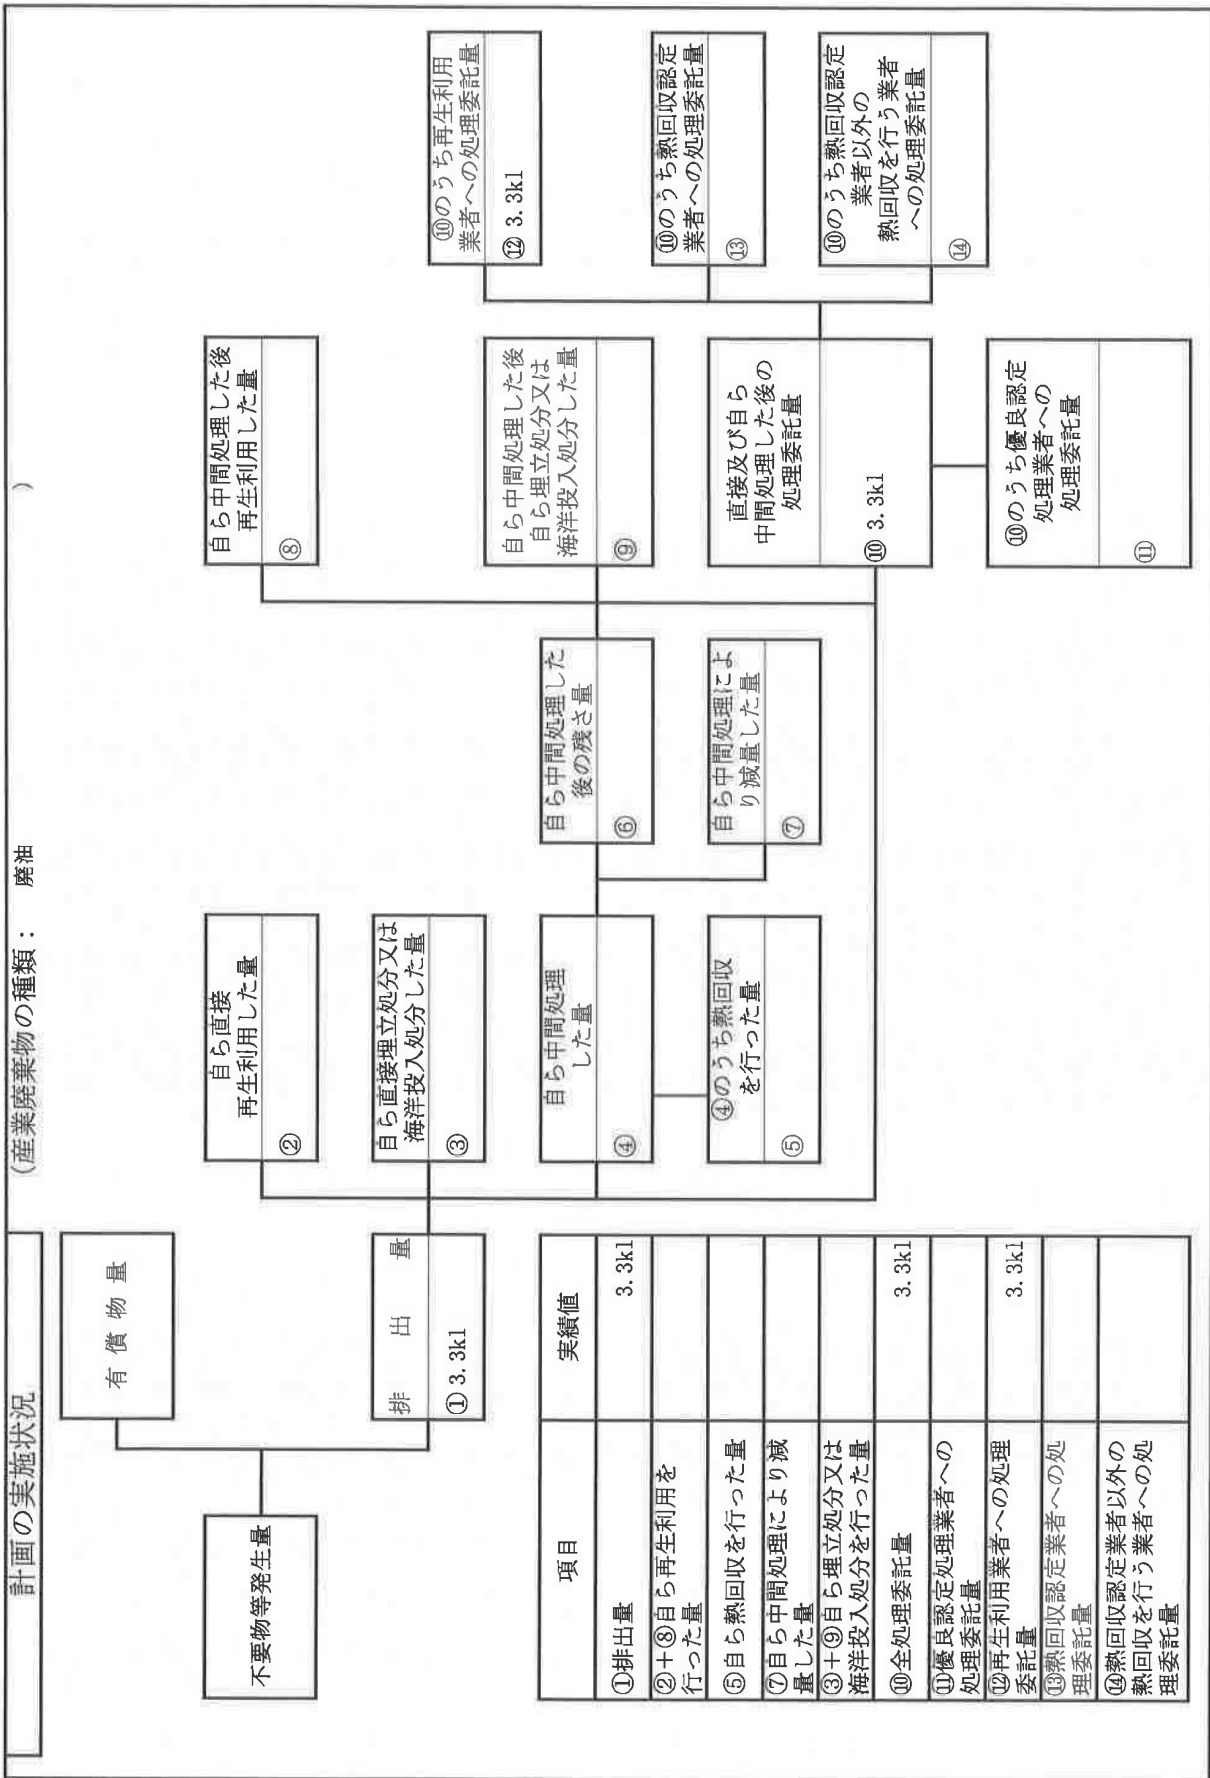 計画の実施状況
(産業廃棄物の種類： 廃油 )
不要物等発生量
有償物量
排出量
① 3.3kl
自ら直接
再生利用した量
②
自ら直接埋立処分又は
海洋投入処分した量
③
自ら中間処理
した量
④
④のうち熱回収
を行った量
⑤
自ら中間処理した
後の残さ量
⑥
自ら中間処理によ
り減量した量
⑦
自ら中間処理した後
再生利用した量
⑧
自ら中間処理した後
自ら埋立処分又は
海洋投入処分した量
⑨
直接及び自ら
中間処理した後の
処理委託量
⑩ 3.3kl
⑩のうち優良認定
処理業者への
処理委託量
⑪
⑩のうち再生利用
業者への処理委託量
⑫ 3.3kl
⑩のうち熱回収認定
業者への処理委託量
⑬
⑩のうち熱回収認定
業者以外の
熱回収を行う業者
への処理委託量
⑭
項目 実績値
①排出量 3.3kl
②+⑧自ら再生利用を
行った量
⑤自ら熱回収を行った量
⑦自ら中間処理により減
量した量
③+⑨自ら埋立処分又は
海洋投入処分を行った量
⑩全処理委託量 3.3kl
⑪優良認定処理業者への
処理委託量
⑫再生利用業者への処理
委託量 3.3kl
⑬熱回収認定業者への処
理委託量
⑭熱回収認定業者以外の
熱回収を行う業者への処
理委託量